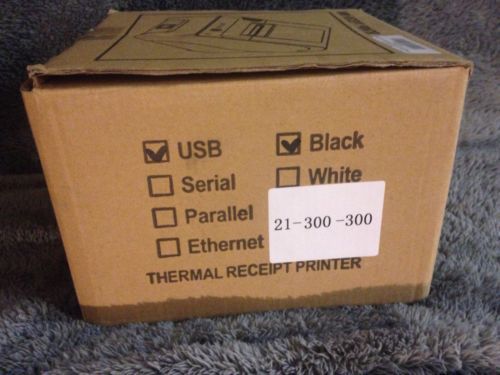 USB
Black
Serial
White
Parallel
21-300-300
Ethernet
THERMAL RECEIPT PRINTER